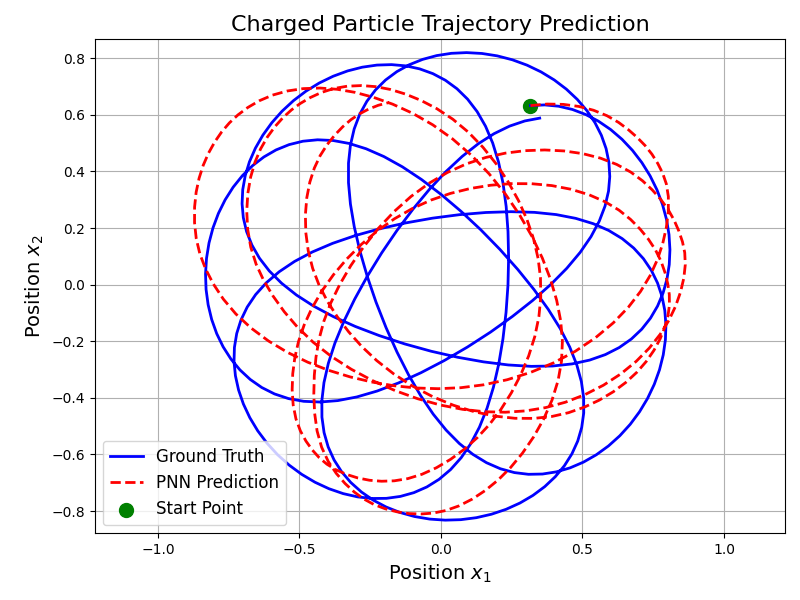 Charged Particle Trajectory Prediction
Position $x_2$
0.8
0.6
0.4
0.2
0.0
−0.2
−0.4
−0.6
−0.8
Ground Truth
PNN Prediction
Start Point
−1.0
−0.5
0.0
0.5
1.0
Position $x_1$